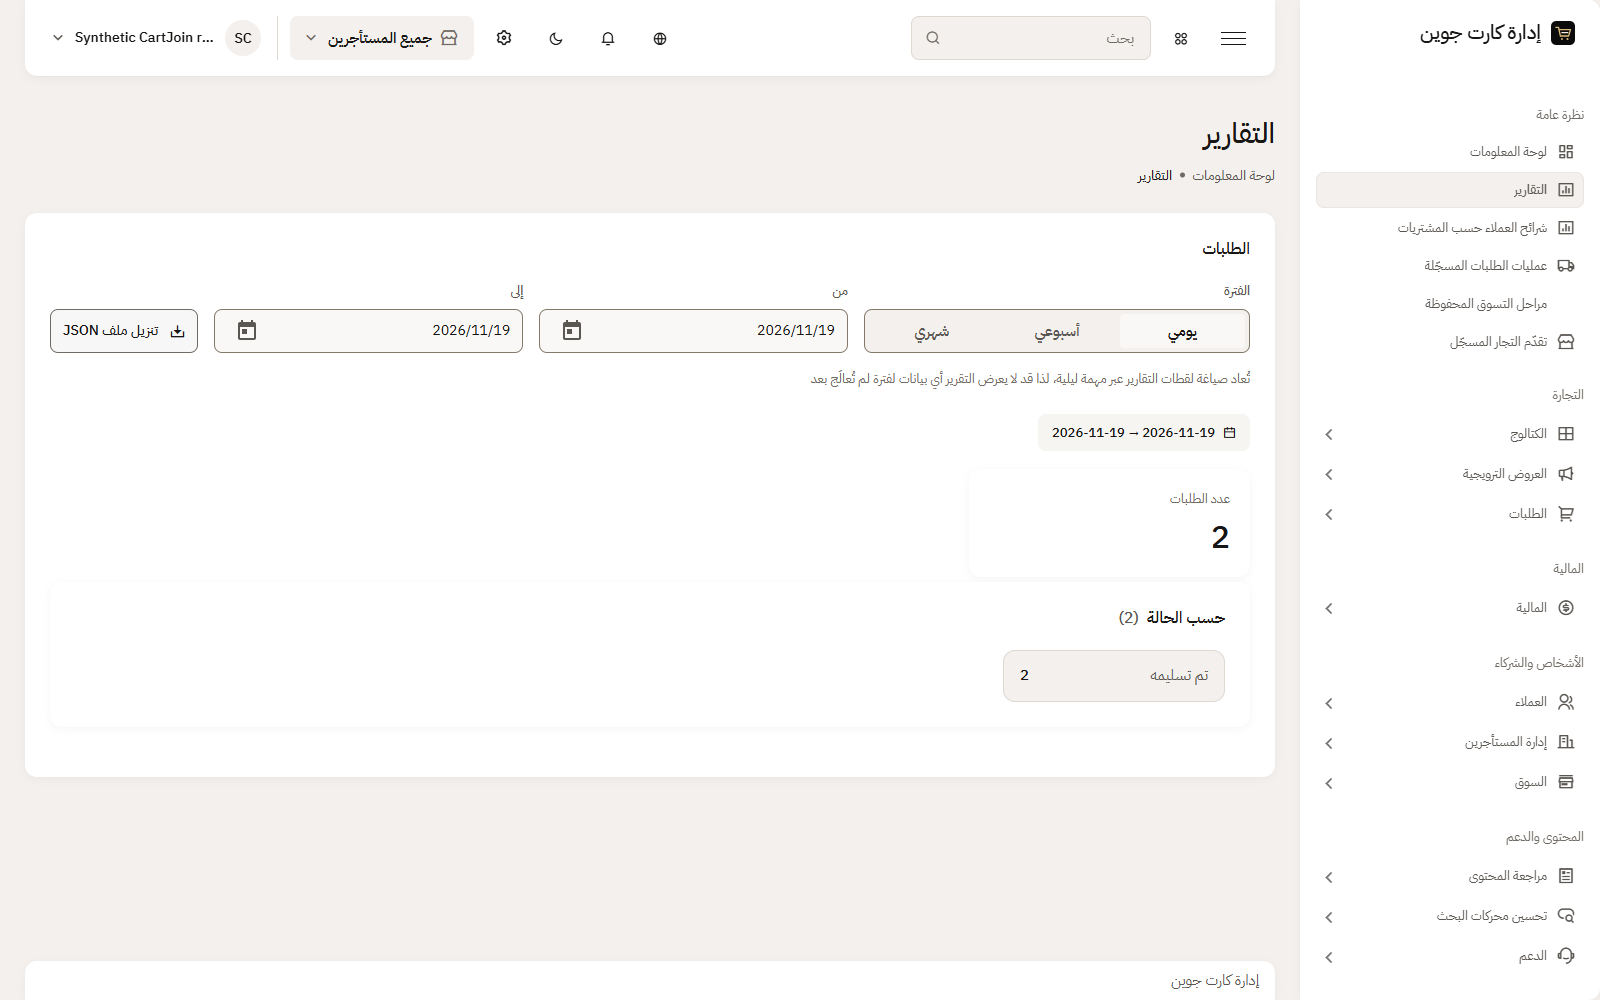 إدارة كارت جوين
نظرة عامة
لوحة المعلومات
التقارير
شرائح العملاء حسب المشتريات
عمليات الطلبات المسجّلة
مراحل التسوق المحفوظة
تقدّم التجار المسجّل
التجارة
الكتالوج
العروض الترويجية
الطلبات
المالية
المالية
الأشخاص والشركاء
العملاء
إدارة المستأجرين
السوق
المحتوى والدعم
مراجعة المحتوى
تحسين محركات البحث
الدعم
بحث
جميع المستأجرين
SC
Synthetic CartJoin r...
التقارير
لوحة المعلومات • التقارير
الطلبات
الفترة
يومي
أسبوعي
شهري
من
2026/11/19
إلى
2026/11/19
تنزيل ملف JSON
تُعاد صياغة لقطات التقارير عبر مهمة ليلية، لذا قد لا يعرض التقرير أي بيانات لفترة لم تُعالَج بعد
2026-11-19 → 2026-11-19
عدد الطلبات
2
حسب الحالة (2)
تم تسليمه 2
إدارة كارت جوين